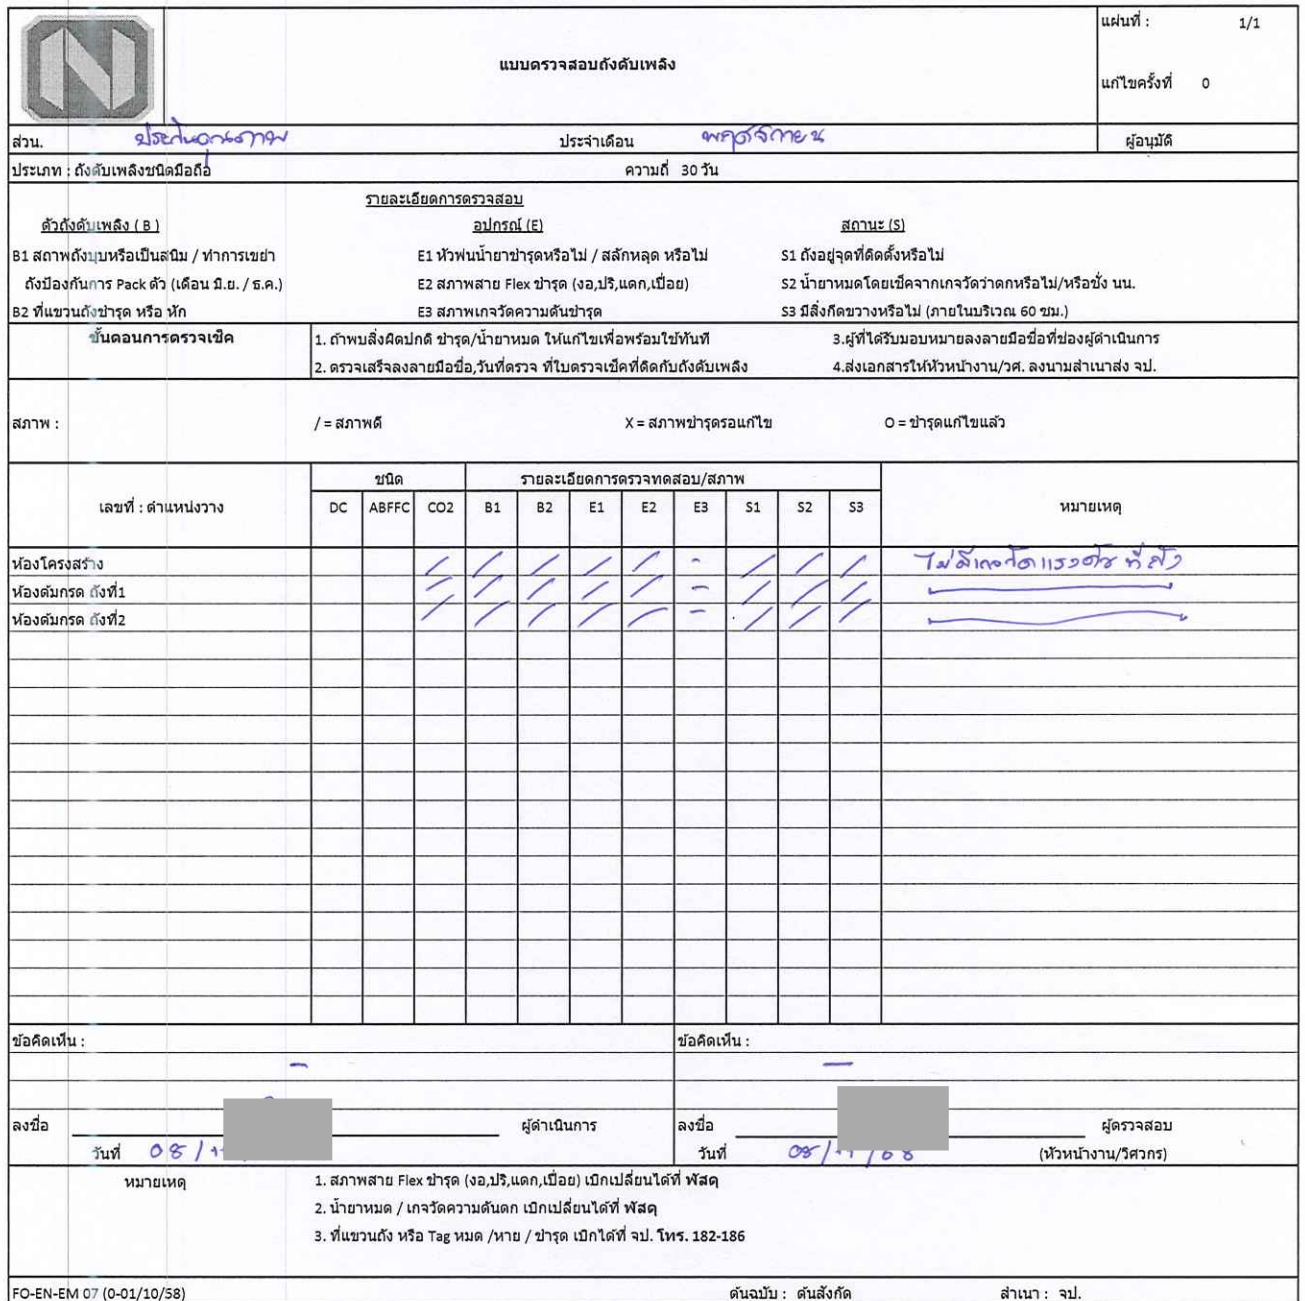 แผ่นที่ : 1/1
แบบตรวจสอบถังดับเพลิง
แก้ไขครั้งที่ 0
ส่วน. ประกันคุณภาพ ประจำเดือน พฤศจิกายน ผู้อนุมัติ
ประเภท : ถังดับเพลิงชนิดมือถือ ความถี่ 30 วัน
รายละเอียดการตรวจสอบ
ตัวถังดับเพลิง ( B ) อุปกรณ์ (E) สถานะ (S)
B1 สภาพถังบุบหรือเป็นสนิม / ทำการเขย่า E1 หัวพ่นน้ำยาชำรุดหรือไม่ / สลักหลุด หรือไม่ S1 ถังอยู่จุดที่ติดตั้งหรือไม่
ถังป้องกันการ Pack ตัว (เดือน มิ.ย. / ธ.ค.) E2 สภาพสาย Flex ชำรุด (งอ,ปริ,แตก,เปื่อย) S2 น้ำยาหมดโดยเช็คจากเกจวัดว่าตกหรือไม่/หรือชั่ง นน.
B2 ที่แขวนถังชำรุด หรือ หัก E3 สภาพเกจวัดความดันชำรุด S3 มีสิ่งกีดขวางหรือไม่ (ภายในบริเวณ 60 ซม.)
ขั้นตอนการตรวจเช็ค 1. ถ้าพบสิ่งผิดปกติ ชำรุด/น้ำยาหมด ให้แก้ไขเพื่อพร้อมใช้ทันที 3.ผู้ที่ได้รับมอบหมายลงลายมือชื่อที่ช่องผู้ดำเนินการ
2. ตรวจเสร็จลงลายมือชื่อ,วันที่ตรวจ ที่ใบตรวจเช็คที่ติดกับถังดับเพลิง 4.ส่งเอกสารให้หัวหน้างาน/วศ. ลงนามสำเนาส่ง จป.
สภาพ : / = สภาพดี X = สภาพชำรุดรอแก้ไข O = ชำรุดแก้ไขแล้ว
ชนิด รายละเอียดการตรวจทดสอบ/สภาพ
เลขที่ : ตำแหน่งวาง DC ABFFC CO2 B1 B2 E1 E2 E3 S1 S2 S3 หมายเหตุ
ห้องโครงสร้าง / / / / / - / / / ไม่มีเกจวัดแรงดันที่ถัง
ห้องต้มกรด ถังที่1 / / / / / - / / /
ห้องต้มกรด ถังที่2 / / / / / - / / /
ข้อคิดเห็น : ข้อคิดเห็น :
- -
ลงชื่อ ผู้ดำเนินการ ลงชื่อ ผู้ตรวจสอบ
วันที่ 08/11 วันที่ 08/11/68 (หัวหน้างาน/วิศวกร)
หมายเหตุ 1. สภาพสาย Flex ชำรุด (งอ,ปริ,แตก,เปื่อย) เบิกเปลี่ยนได้ที่ พัสดุ
2. น้ำยาหมด / เกจวัดความดันตก เบิกเปลี่ยนได้ที่ พัสดุ
3. ที่แขวนถัง หรือ Tag หมด /หาย / ชำรุด เบิกได้ที่ จป. โทร. 182-186
FO-EN-EM 07 (0-01/10/58) ต้นฉบับ : ต้นสังกัด สำเนา : จป.